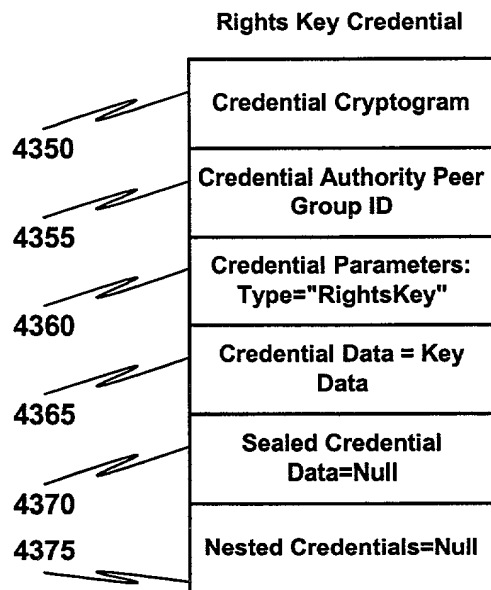 Rights Key Credential
Credential Cryptogram
4350
Credential Authority Peer
Group ID
4355
Credential Parameters:
Type="RightsKey"
4360
Credential Data = Key
Data
4365
Sealed Credential
Data=Null
4370
Nested Credentials=Null
4375